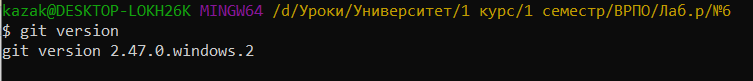 kazak@DESKTOP-LOKH26K MINGW64 /d/Уроки/Университет/1 курс/1 семестр/ВРПО/Лаб.р/№6
$ git version
git version 2.47.0.windows.2